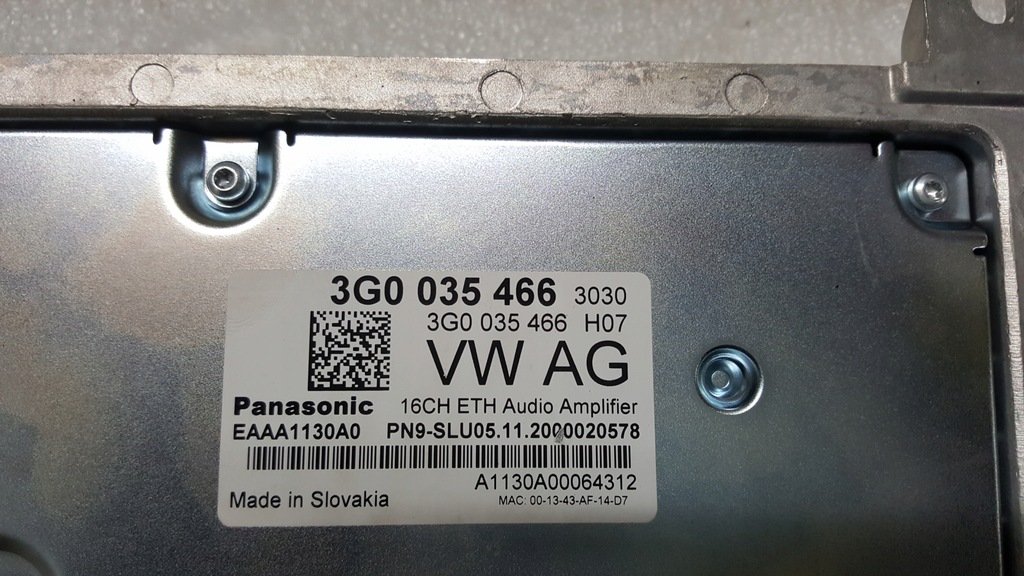 3G0 035 466 3030
3G0 035 466 H07
VW AG
Panasonic 16CH ETH Audio Amplifier
EAAA1130A0 PN9-SLU05.11.2000020578
A1130A00064312
Made in Slovakia MAC: 00-13-43-AF-14-D7